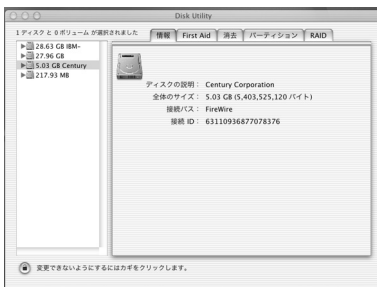 Disk Utility
1 ディスク と 0 ボリューム が選択されました
情報
First Aid
消去
パーティション
RAID
28.63 GB IBM-
27.96 GB
5.03 GB Century
217.93 MB
ディスクの説明： Century Corporation
全体のサイズ： 5.03 GB (5,403,525,120 バイト)
接続バス： FireWire
接続 ID： 63110936877078376
変更できないようにするにはカギをクリックします。